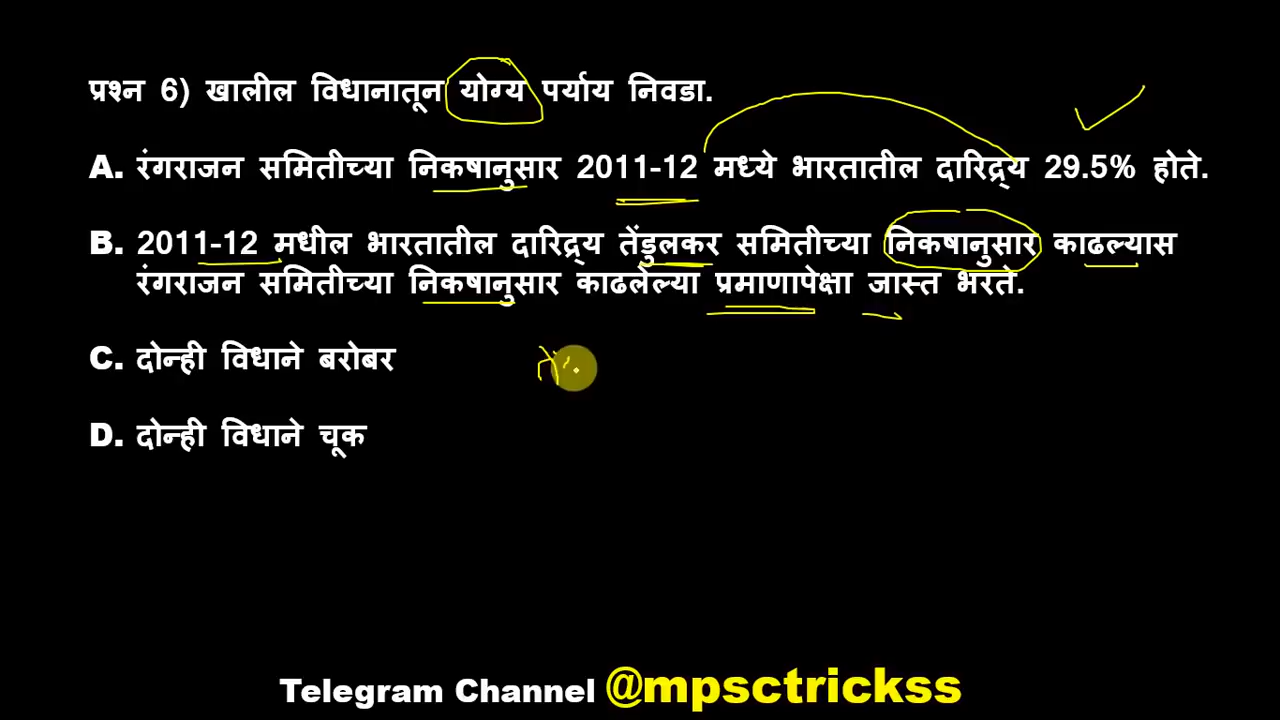 प्रश्न 6) खालील विधानातून योग्य पर्याय निवडा.
A. रंगराजन समितीच्या निकषानुसार 2011-12 मध्ये भारतातील दारिद्र्य 29.5% होते.
B. 2011-12 मधील भारतातील दारिद्र्य तेंडुलकर समितीच्या निकषानुसार काढल्यास
रंगराजन समितीच्या निकषानुसार काढलेल्या प्रमाणापेक्षा जास्त भरते.
C. दोन्ही विधाने बरोबर
D. दोन्ही विधाने चूक
Telegram Channel @mpsctrickss